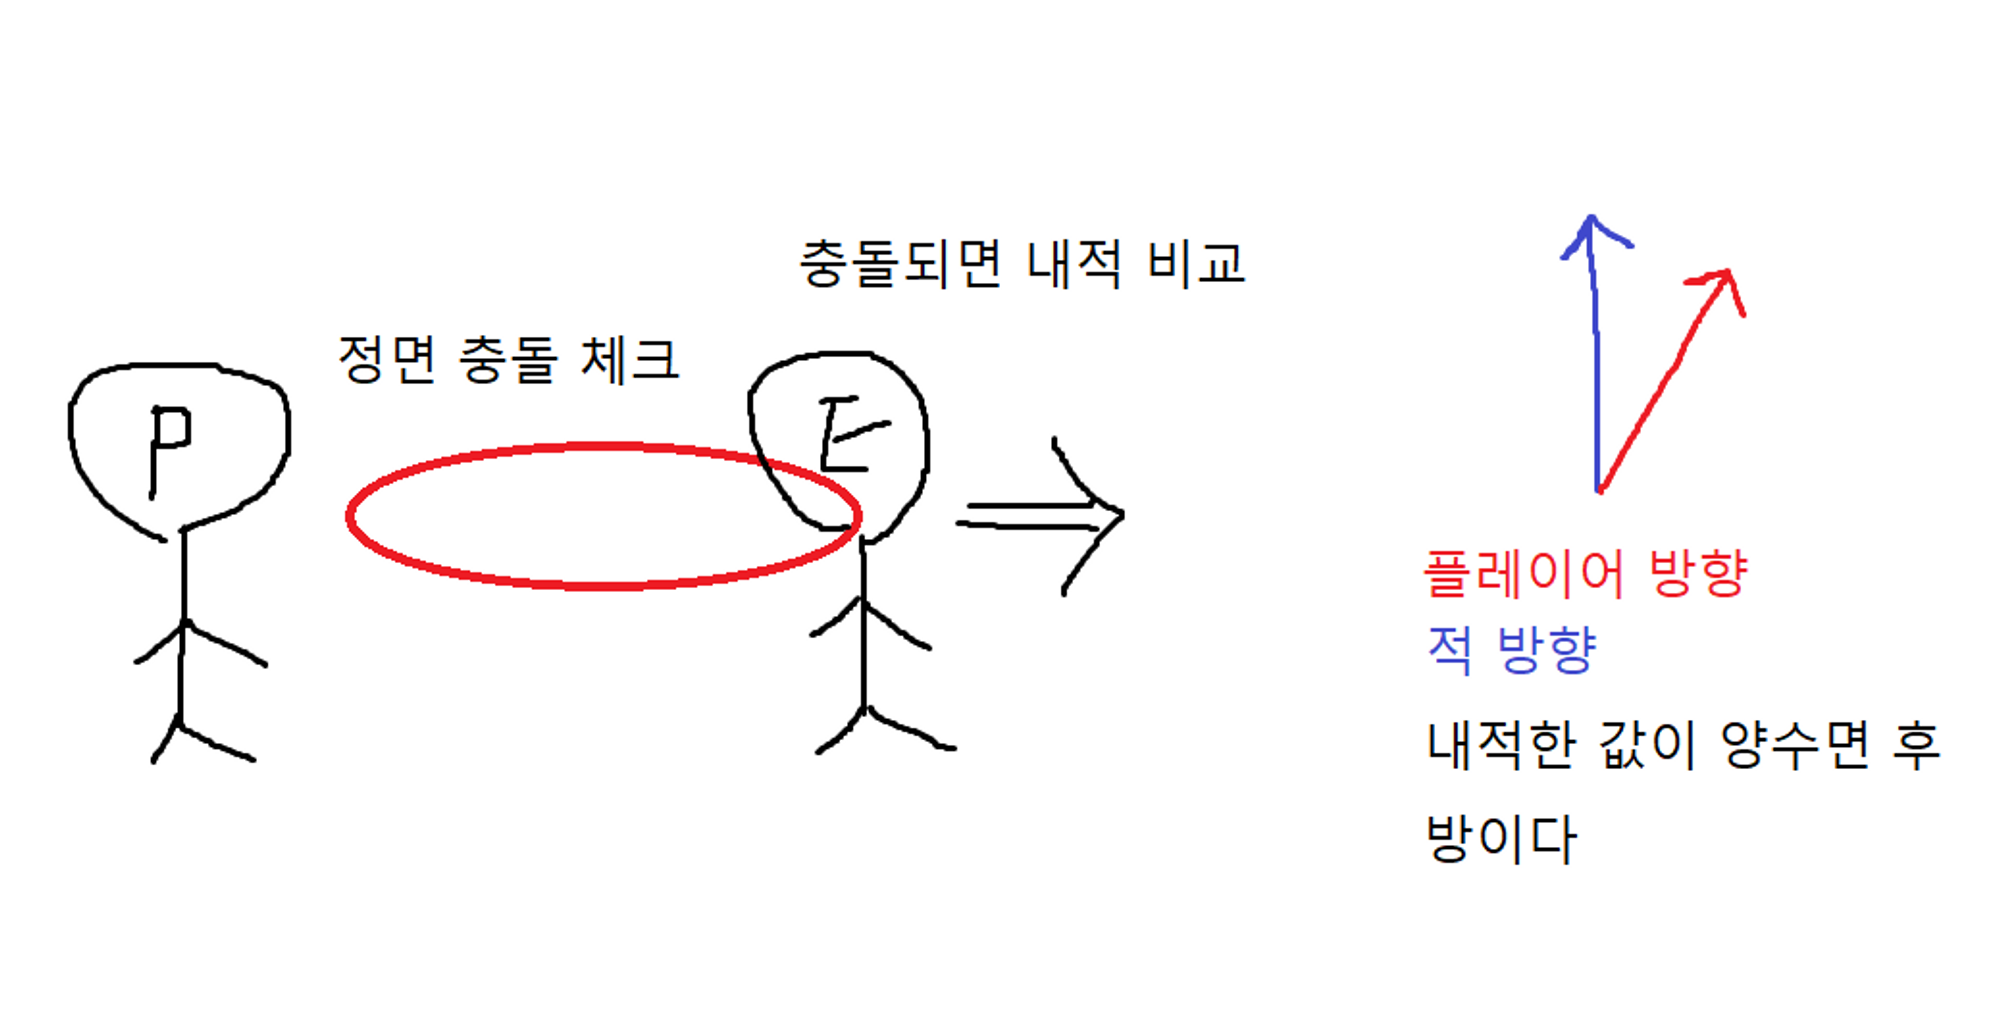 충돌되면 내적 비교
정면 충돌 체크
P
E
플레이어 방향
적 방향
내적한 값이 양수면 후
방이다